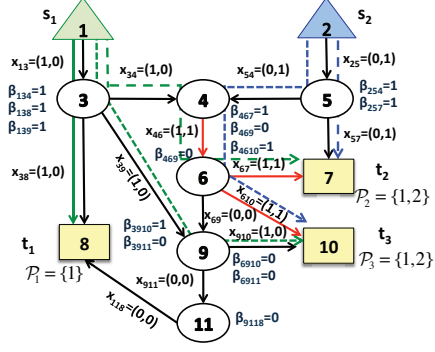 s₁
s₂
1
2
x₁₃=(1,0)
x₃₄=(1,0)
x₅₄=(0,1)
x₂₅=(0,1)
β₁₃₄=1
β₁₃₈=1
β₁₃₉=1
3
4
5
β₂₅₄=1
β₂₅₇=1
β₄₆₇=1
β₄₆₉=0
β₄₆₁₀=1
x₄₆=(1,1)
β₄₆₉=0
x₅₇=(0,1)
x₃₈=(1,0)
x₃₉=(1,0)
6
x₆₇=(1,1)
7
t₂
𝒫₂ = {1,2}
x₆₁₀=(1,1)
x₆₉=(0,0)
x₉₁₀=(1,0)
t₁
8
𝒫₁ = {1}
β₃₉₁₀=1
β₃₉₁₁=0
9
10
t₃
𝒫₃ = {1,2}
β₆₉₁₀=0
β₆₉₁₁=0
x₉₁₁=(0,0)
x₁₁₈=(0,0)
11
β₉₁₁₈=0